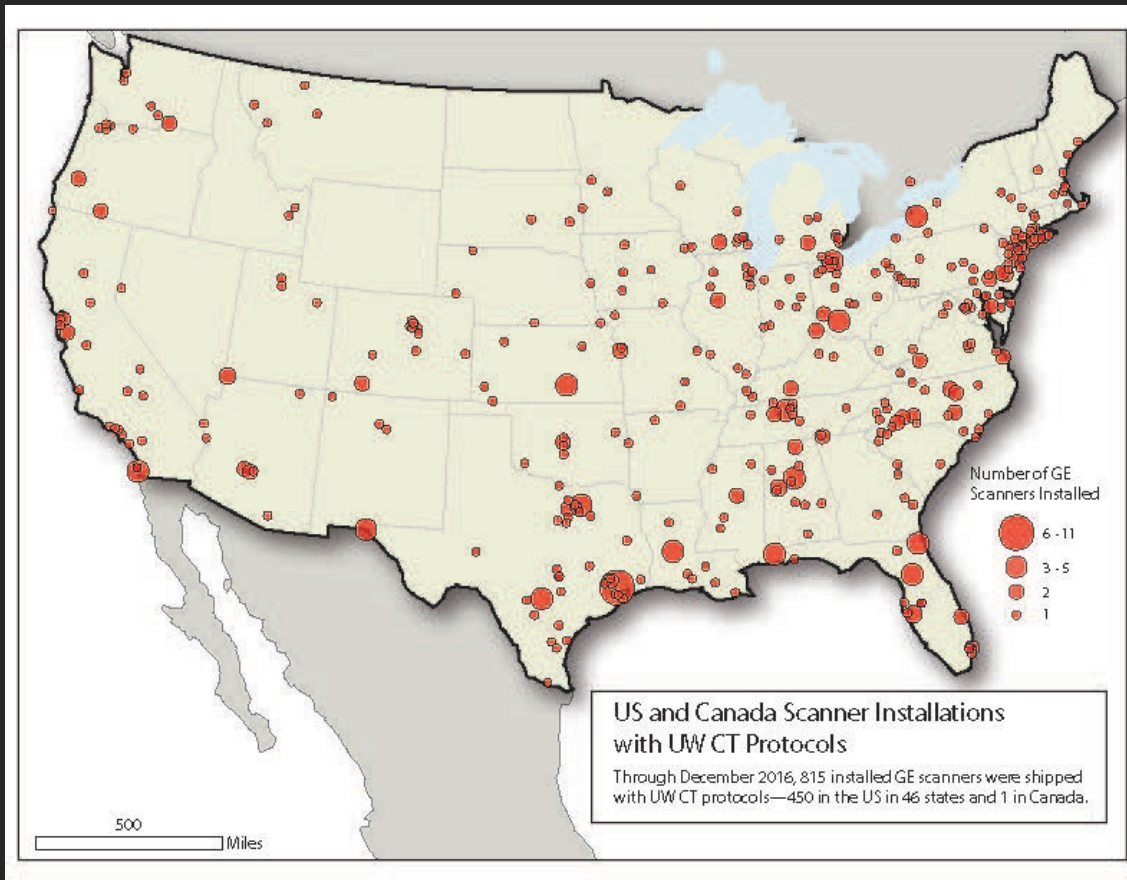 Number of GE
Scanners Installed
6 - 11
3 - 5
2
1
US and Canada Scanner Installations
with UW CT Protocols
Through December 2016, 815 installed GE scanners were shipped
with UW CT protocols—450 in the US in 46 states and 1 in Canada.
500
Miles